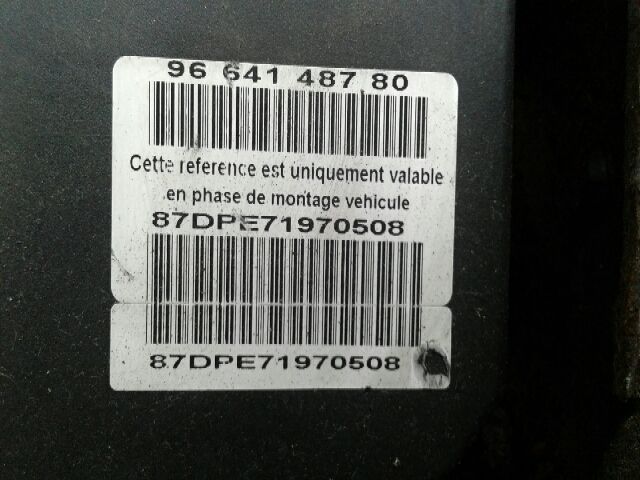 96 641 487 80
Cette reference est uniquement valable
en phase de montage vehicule
87DPE71970508
87DPE71970508